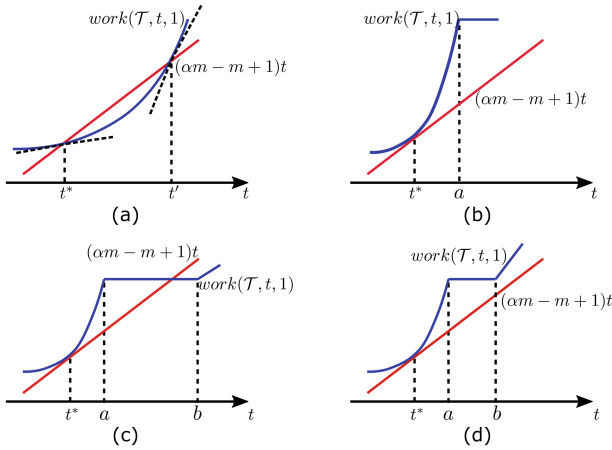 work(𝒯, t, 1)
(αm − m + 1)t
t* t′ t
(a)
work(𝒯, t, 1)
(αm − m + 1)t
t* a t
(b)
(αm − m + 1)t
work(𝒯, t, 1)
t* a b t
(c)
work(𝒯, t, 1)
(αm − m + 1)t
t* a b t
(d)